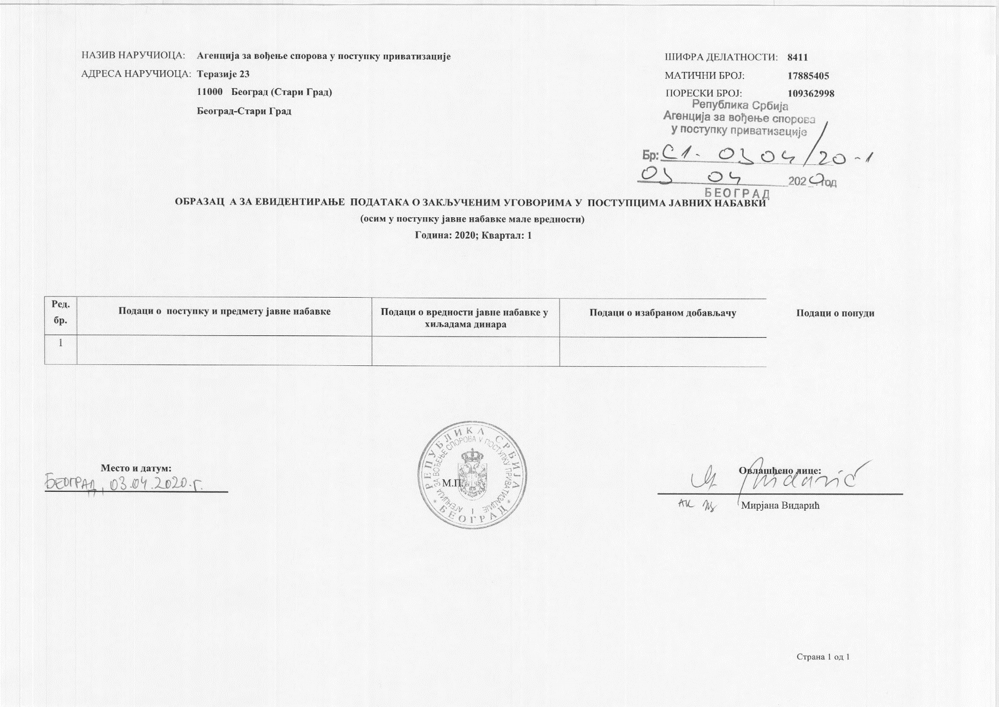 НАЗИВ НАРУЧИОЦА: Агенција за вођење спорова у поступку приватизације
АДРЕСА НАРУЧИОЦА: Теразије 23
11000 Београд (Стари Град)
Београд-Стари Град
ШИФРА ДЕЛАТНОСТИ: 8411
МАТИЧНИ БРОЈ: 17885405
ПОРЕСКИ БРОЈ: 109362998
Република Србија
Агенција за вођење спорова
у поступку приватизације
Бр: С1- 0304/20-1
03 04 2020 год
БЕОГРАД
ОБРАЗАЦ А ЗА ЕВИДЕНТИРАЊЕ ПОДАТАКА О ЗАКЉУЧЕНИМ УГОВОРИМА У ПОСТУПЦИМА ЈАВНИХ НАБАВКИ
(осим у поступку јавне набавке мале вредности)
Година: 2020; Квартал: 1
Ред. бр.
Подаци о поступку и предмету јавне набавке
Подаци о вредности јавне набавке у
хиљадама динара
Подаци о изабраном добављачу
Подаци о понуди
1
Место и датум:
БЕОГРАД, 03.04.2020.г.
М.П.
РЕПУБЛИКА СРБИЈА
АГЕНЦИЈА ЗА ВОЂЕЊЕ СПОРОВА У ПОСТУПКУ ПРИВАТИЗАЦИЈЕ
I
* БЕОГРАД *
Овлашћено лице:
Мирјана Видарић
Страна 1 од 1